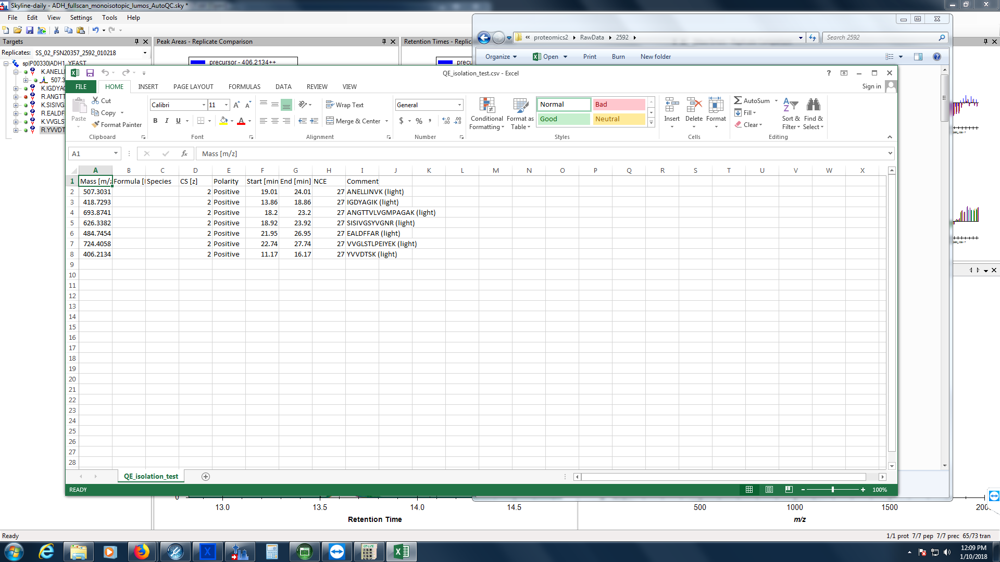 Skyline-daily - ADH_fullscan_monoisotopic_lumos_AutoQC.sky *
File Edit View Settings Tools Help
Targets
Peak Areas - Replicate Comparison
Retention Times - Replic
Replicates: SS_02_FSN20357_2592_010218
precursor - 406.2134++
precu
sp|P00330|ADH1_YEAST
K.ANELLI
507.3
K.IGDYAG
R.ANGTT
K.SISIVG
R.EALDF
K.VVGLS
R.YVVDT
« proteomics2 RawData 2592
Search 2592
Organize Open Print Burn New folder
QE_isolation_test.csv - Excel
FILE HOME INSERT PAGE LAYOUT FORMULAS DATA REVIEW VIEW
Sign in
Paste
Cut
Copy
Format Painter
Clipboard
Calibri 11
B I U
Font
Wrap Text
Merge & Center
Alignment
General
$ % ,
Number
Conditional Formatting
Format as Table
Normal Bad
Good Neutral
Styles
Insert Delete Format
Cells
AutoSum
Fill
Clear
Sort & Filter
Find & Select
Editing
A1 fx Mass [m/z]
A B C D E F G H I J K L M N O P Q R S T U V W X
1 Mass [m/z Formula [ Species CS [z] Polarity Start [min End [min] NCE Comment
2 507.3031 2 Positive 19.01 24.01 27 ANELLINVK (light)
3 418.7293 2 Positive 13.86 18.86 27 IGDYAGIK (light)
4 693.8741 2 Positive 18.2 23.2 27 ANGTTVLVGMPAGAK (light)
5 626.3382 2 Positive 18.92 23.92 27 SISIVGSYVGNR (light)
6 484.7454 2 Positive 21.95 26.95 27 EALDFFAR (light)
7 724.4058 2 Positive 22.74 27.74 27 VVGLSTLPEIYEK (light)
8 406.2134 2 Positive 11.17 16.17 27 YVVDTSK (light)
9
10
11
12
13
14
15
16
17
18
19
20
21
22
23
24
25
26
27
28
QE_isolation_test
READY
100%
0
13.0 13.5 14.0 14.5
Retention Time
500 1000 1500 200
m/z
Ready
1/1 prot 7/7 pep 7/7 prec 65/73 tran
12:09 PM
1/10/2018